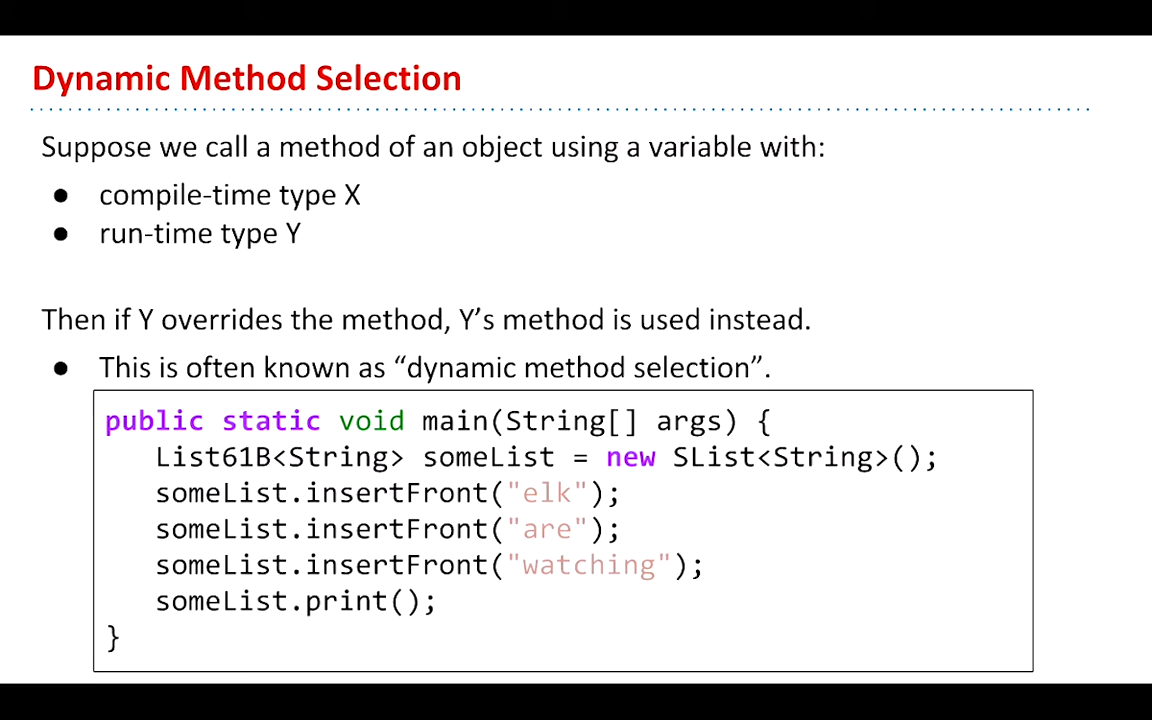 Dynamic Method Selection
Suppose we call a method of an object using a variable with:
● compile-time type X
● run-time type Y
Then if Y overrides the method, Y’s method is used instead.
● This is often known as “dynamic method selection”.
public static void main(String[] args) {
   List61B<String> someList = new SList<String>();
   someList.insertFront("elk");
   someList.insertFront("are");
   someList.insertFront("watching");
   someList.print();
}